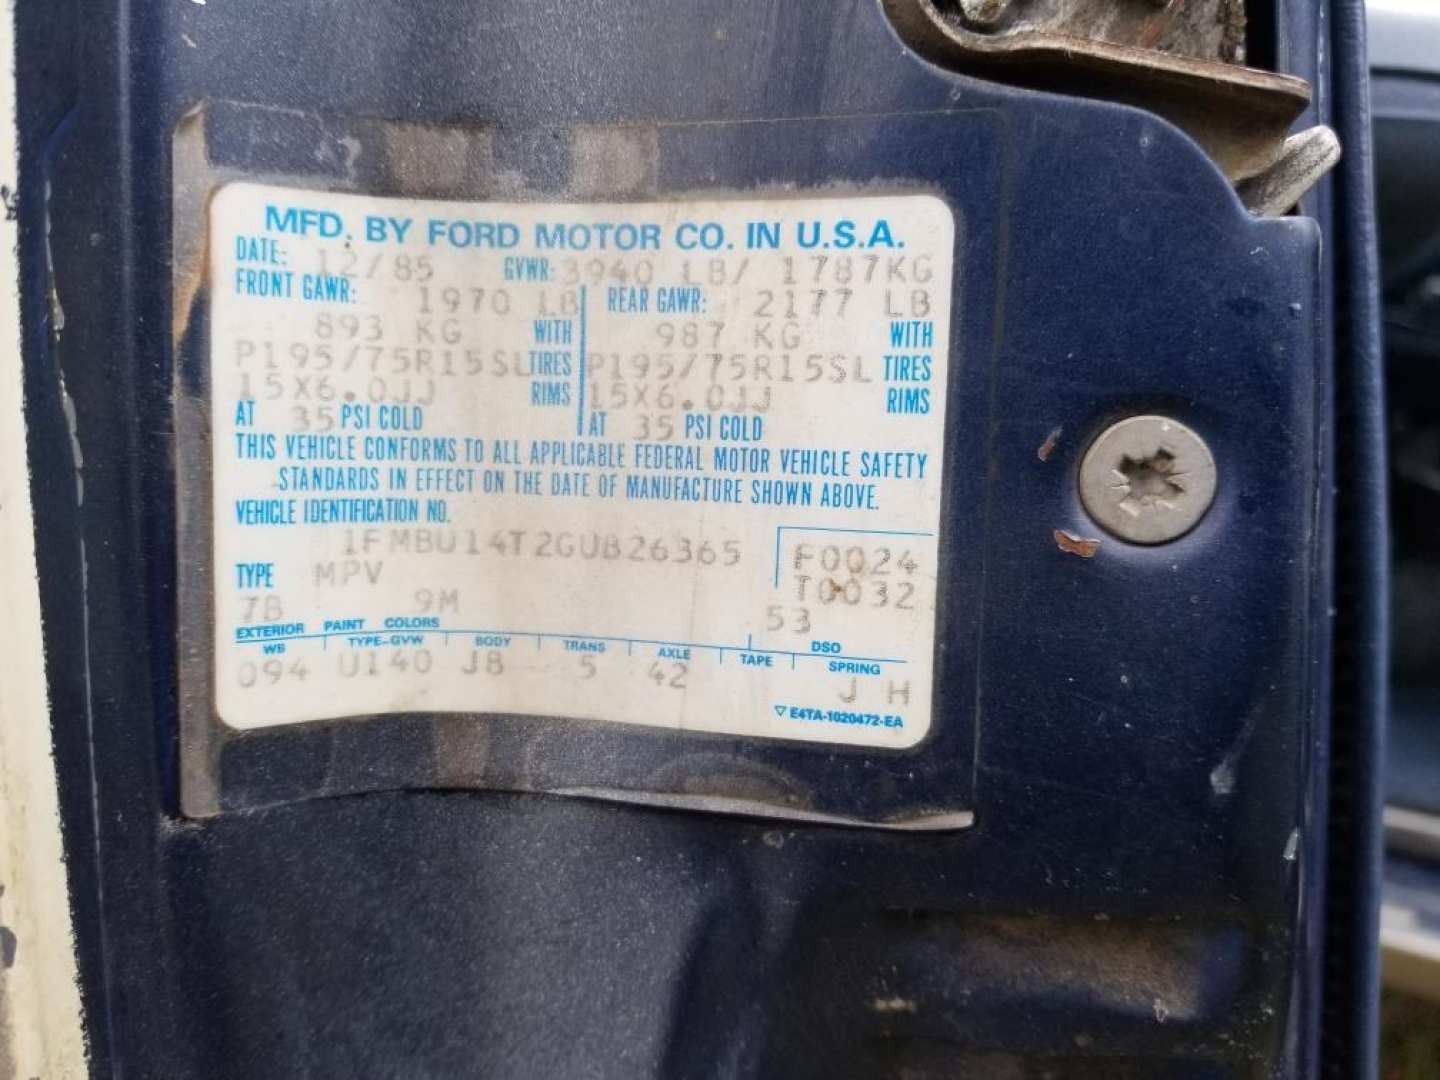 MFD. BY FORD MOTOR CO. IN U.S.A.
DATE: 12/85 GVWR: 3940 LB/ 1787KG
FRONT GAWR: 1970 LB REAR GAWR: 2177 LB
893 KG WITH 987 KG WITH
P195/75R15SL TIRES P195/75R15SL TIRES
15X6.0JJ RIMS 15X6.0JJ RIMS
AT 35 PSI COLD AT 35 PSI COLD
THIS VEHICLE CONFORMS TO ALL APPLICABLE FEDERAL MOTOR VEHICLE SAFETY
STANDARDS IN EFFECT ON THE DATE OF MANUFACTURE SHOWN ABOVE.
VEHICLE IDENTIFICATION NO.
1FMBU14T2GUB26365 F0024
TYPE MPV T0032
7B 9M 53
EXTERIOR PAINT COLORS DSO
WB TYPE-GVW BODY TRANS AXLE TAPE SPRING
094 U140 JB 5 42 J H
▽ E4TA-1020472-EA